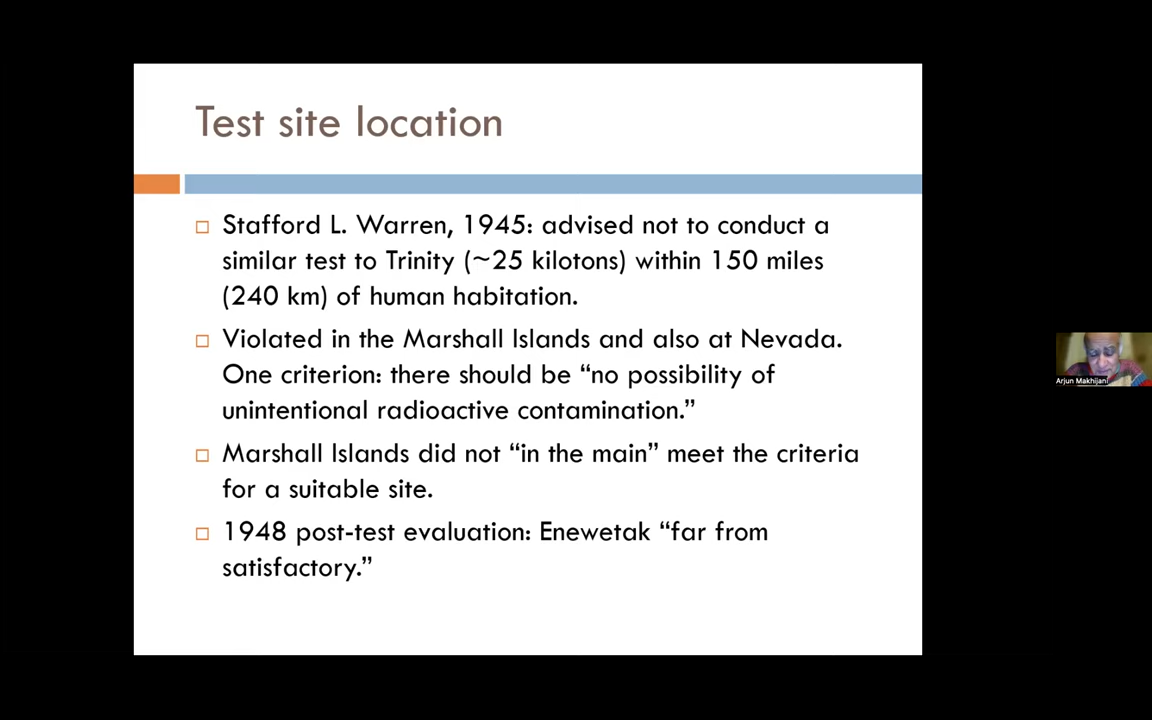 Test site location
Stafford L. Warren, 1945: advised not to conduct a
similar test to Trinity (~25 kilotons) within 150 miles
(240 km) of human habitation.
Violated in the Marshall Islands and also at Nevada.
One criterion: there should be “no possibility of
unintentional radioactive contamination.”
Marshall Islands did not “in the main” meet the criteria
for a suitable site.
1948 post-test evaluation: Enewetak “far from
satisfactory.”
Arjun Makhijani